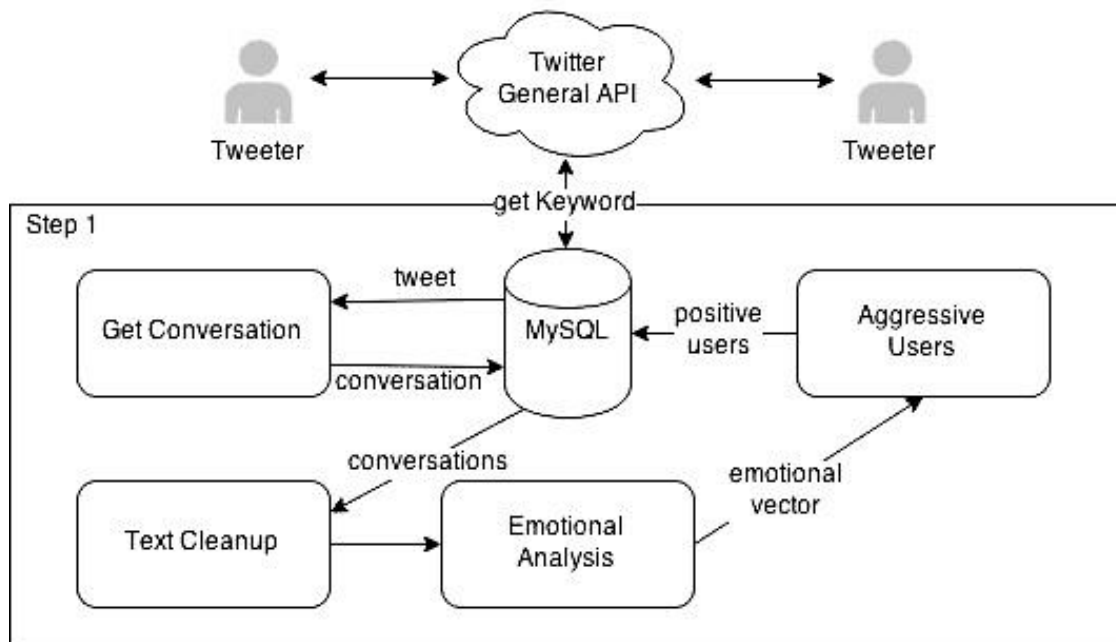 Twitter
General API
Tweeter
Tweeter
get Keyword
Step 1
tweet
Get Conversation
MySQL
positive
users
Aggressive
Users
conversation
conversations
emotional
vector
Text Cleanup
Emotional
Analysis